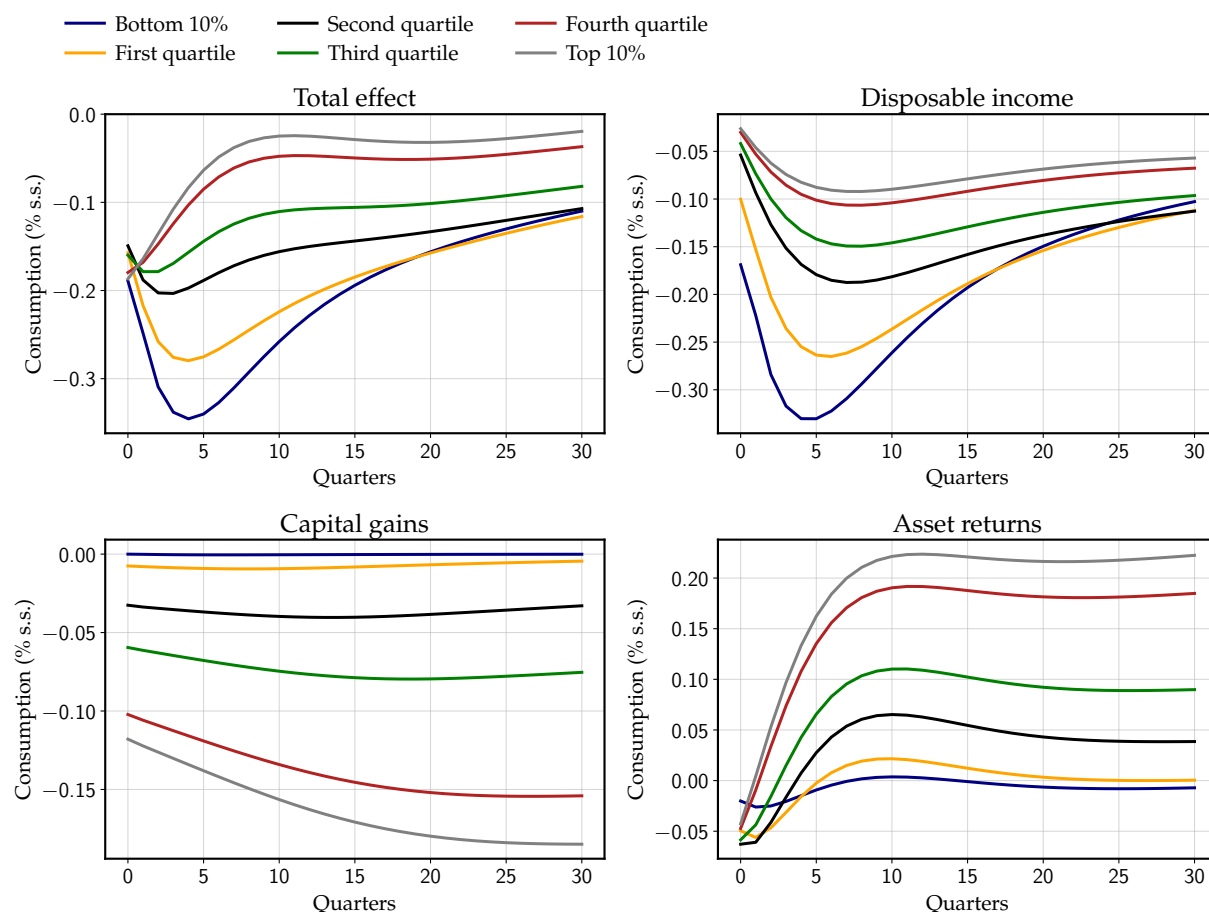 Bottom 10% Second quartile Fourth quartile
First quartile Third quartile Top 10%
Total effect
Consumption (% s.s.)
0.0
−0.1
−0.2
−0.3
0 5 10 15 20 25 30
Quarters
Disposable income
Consumption (% s.s.)
−0.05
−0.10
−0.15
−0.20
−0.25
−0.30
0 5 10 15 20 25 30
Quarters
Capital gains
Consumption (% s.s.)
0.00
−0.05
−0.10
−0.15
0 5 10 15 20 25 30
Quarters
Asset returns
Consumption (% s.s.)
0.20
0.15
0.10
0.05
0.00
−0.05
0 5 10 15 20 25 30
Quarters